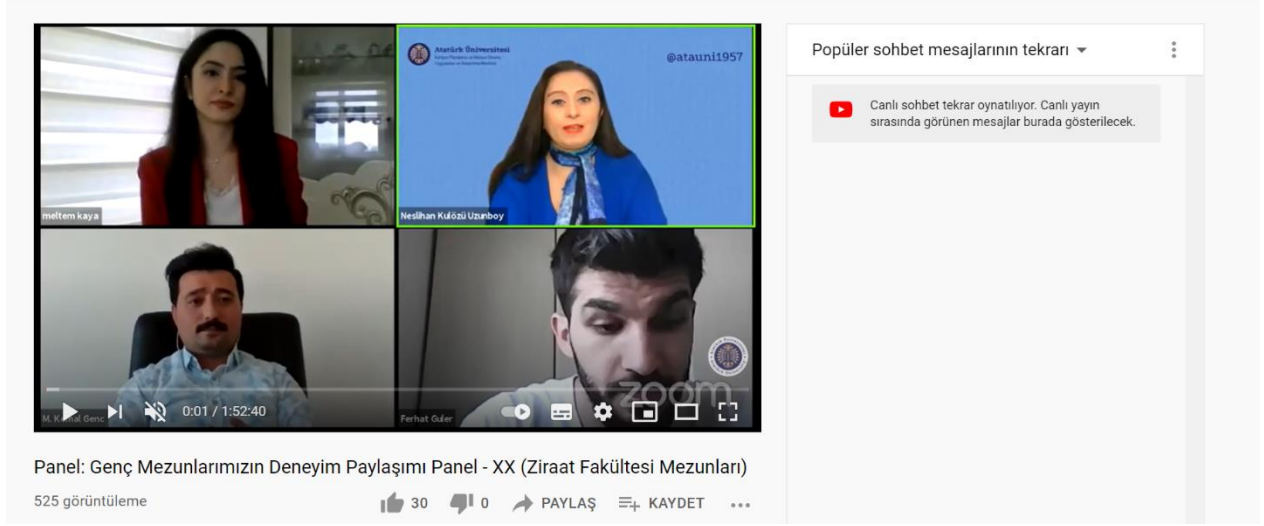 Atatürk Üniversitesi
@atauni1957
meltem kaya
Neslihan Kulözü Uzunboy
zoom
0:01 / 1:52:40
Ferhat Guler
Panel: Genç Mezunlarımızın Deneyim Paylaşımı Panel - XX (Ziraat Fakültesi Mezunları)
525 görüntüleme
30
0
PAYLAŞ
KAYDET
Popüler sohbet mesajlarının tekrarı
Canlı sohbet tekrar oynatılıyor. Canlı yayın
sırasında görünen mesajlar burada gösterilecek.